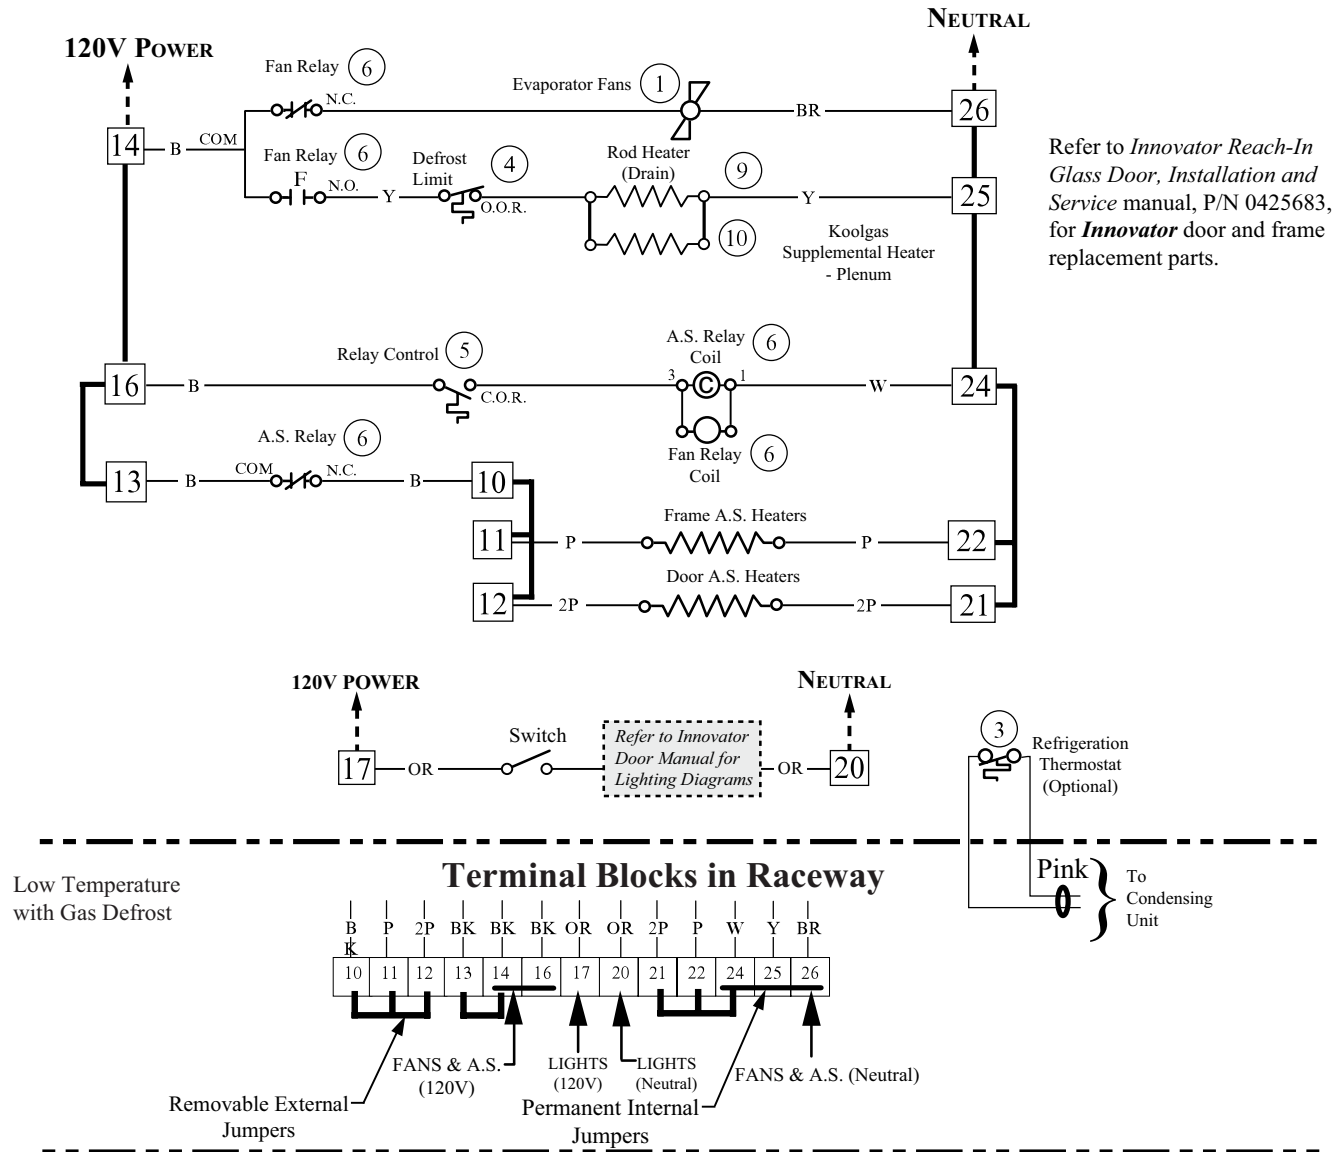 NEUTRAL
120V POWER
Fan Relay 6
Evaporator Fans 1
N.C.
BR
26
14
B
COM
Fan Relay 6
F
N.O.
Y
Defrost
Limit
4
O.O.R.
Rod Heater
(Drain)
9
Y
25
10
Koolgas
Supplemental Heater
- Plenum
Refer to Innovator Reach-In
Glass Door, Installation and
Service manual, P/N 0425683,
for Innovator door and frame
replacement parts.
A.S. Relay
Coil
6
Relay Control 5
16
B
C.O.R.
3
C
1
W
24
A.S. Relay 6
Fan Relay
Coil
6
13
B
COM
N.C.
B
10
Frame A.S. Heaters
11
P
P
22
Door A.S. Heaters
12
2P
2P
21
120V POWER
NEUTRAL
17
OR
Switch
Refer to Innovator
Door Manual for
Lighting Diagrams
OR
20
3
Refrigeration
Thermostat
(Optional)
Pink
To
Condensing
Unit
Low Temperature
with Gas Defrost
Terminal Blocks in Raceway
B
K
P 2P BK BK BK OR OR 2P P W Y BR
10 11 12 13 14 16 17 20 21 22 24 25 26
FANS & A.S.
(120V)
LIGHTS
(120V)
LIGHTS
(Neutral)
FANS & A.S. (Neutral)
Removable External
Jumpers
Permanent Internal
Jumpers